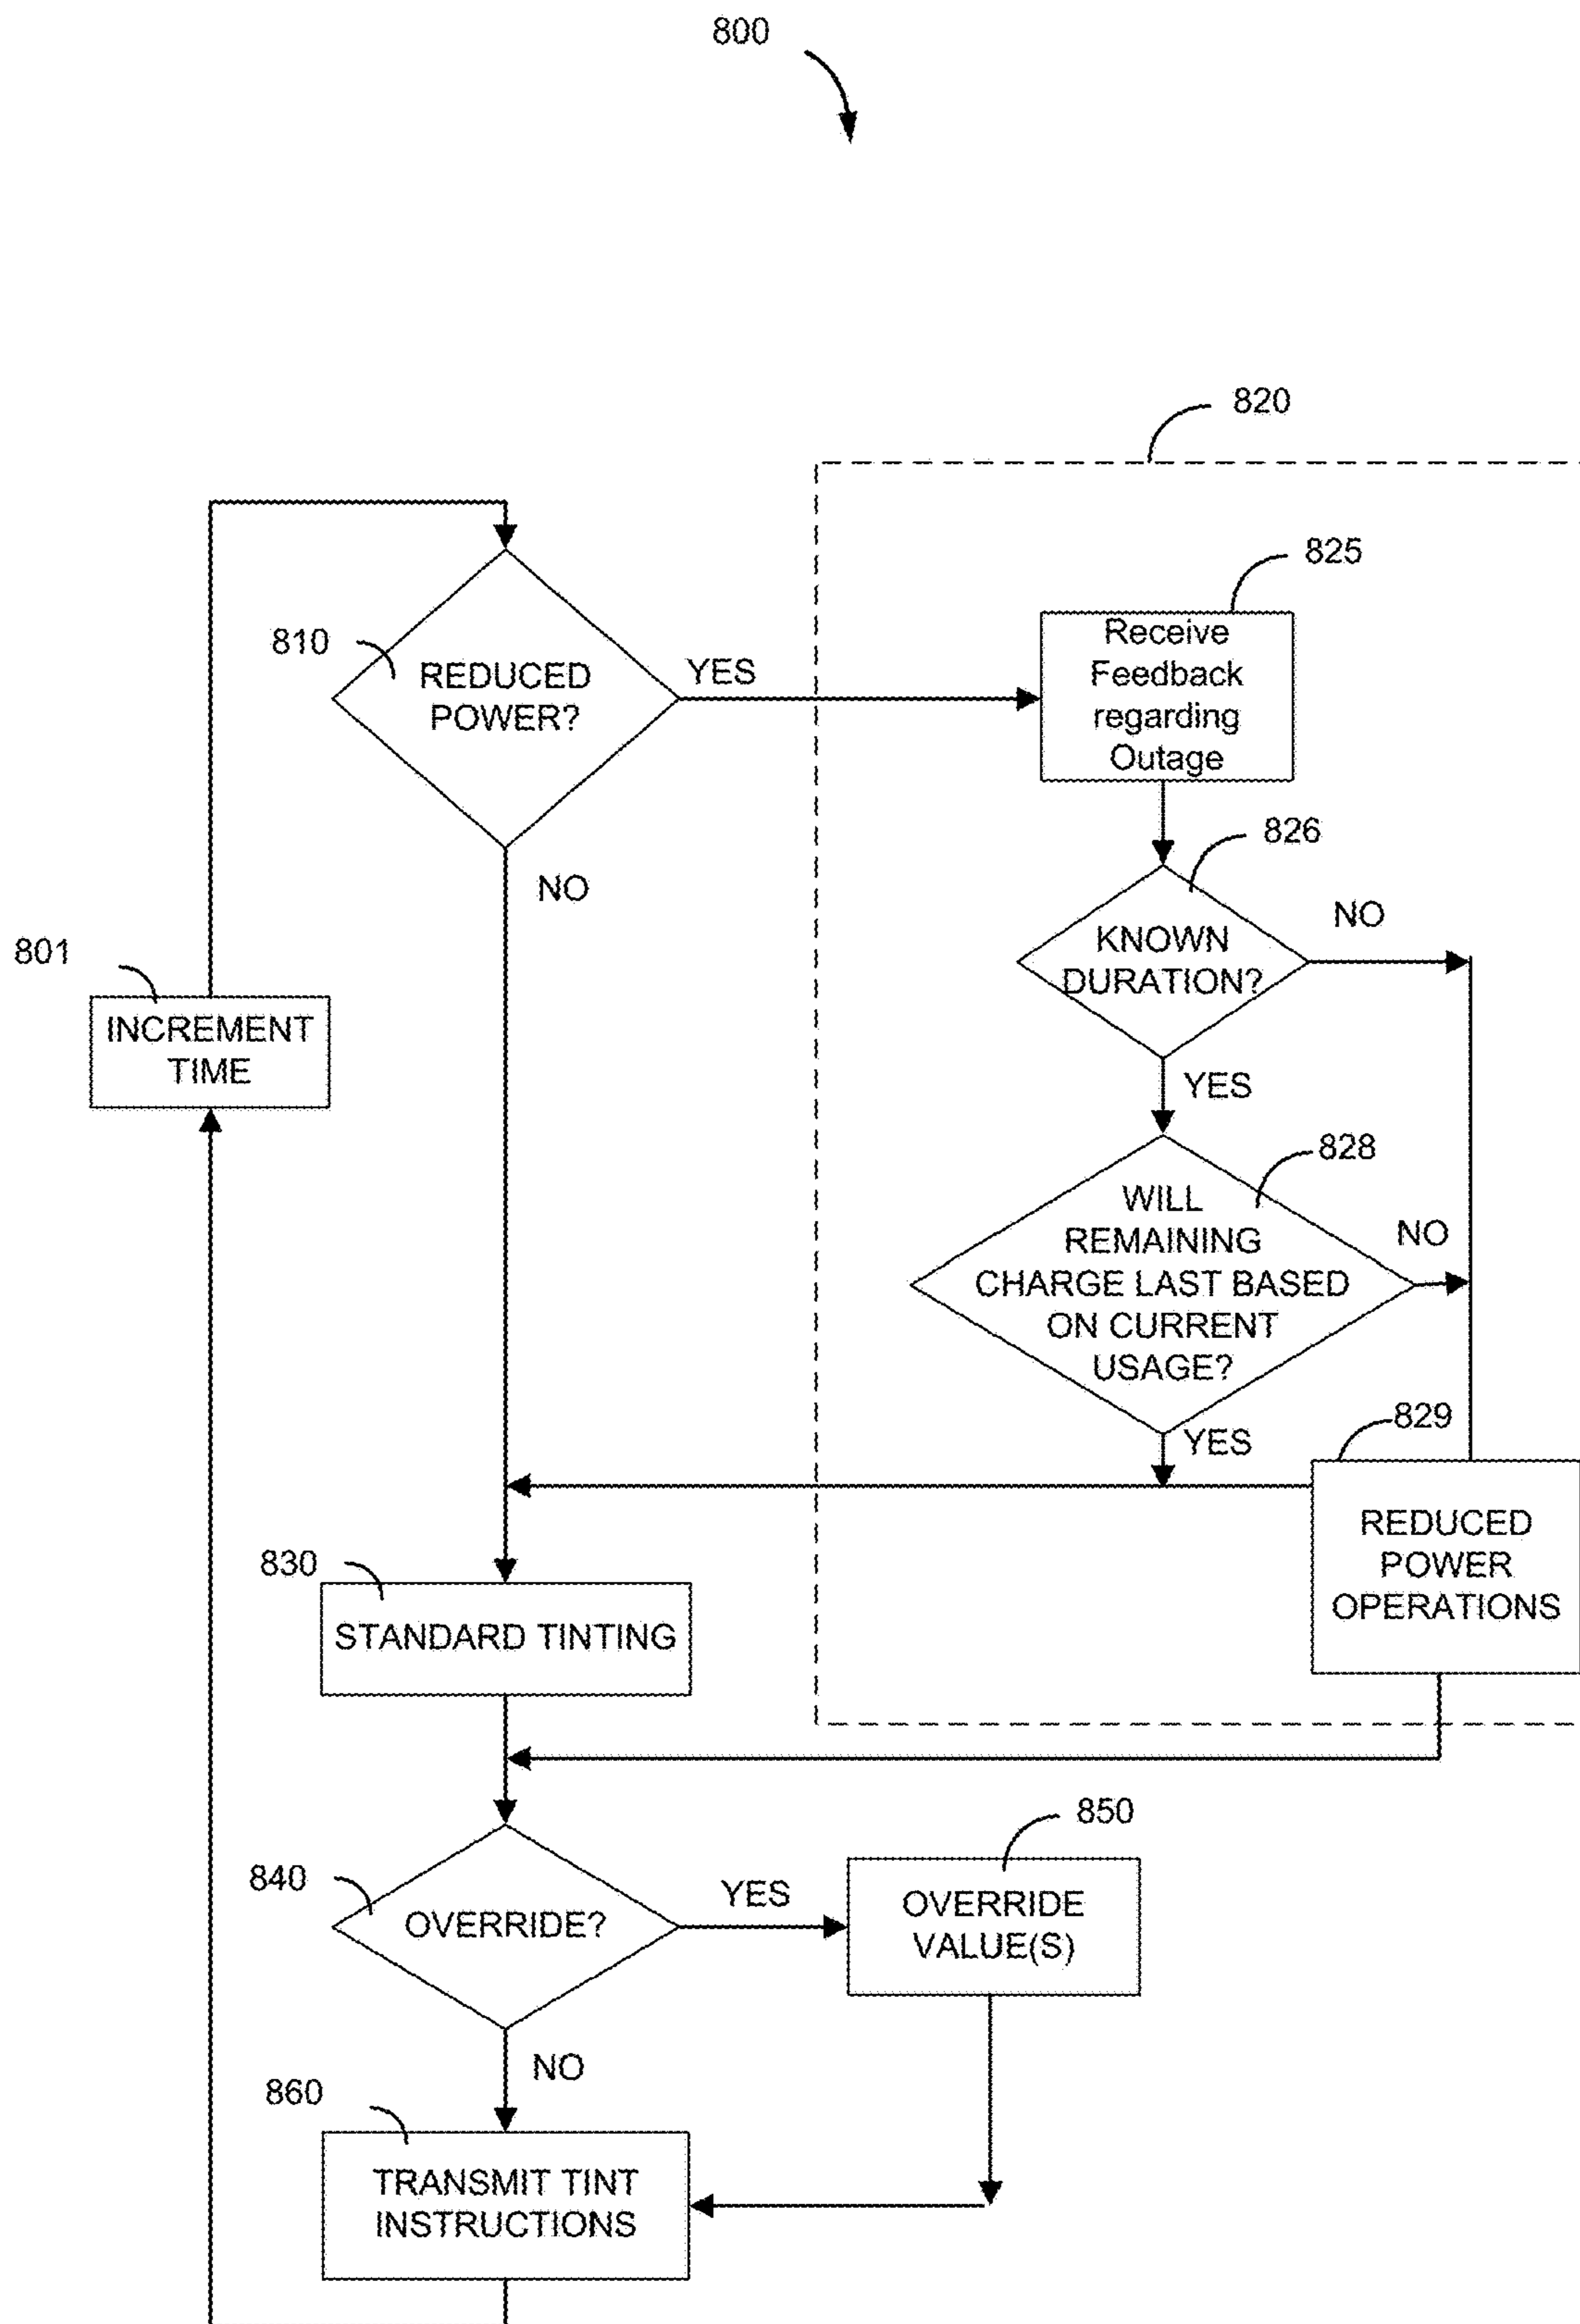 800
820
825
Receive
Feedback
regarding
Outage
810
REDUCED
POWER?
YES
826
NO
NO
KNOWN
DURATION?
801
INCREMENT
TIME
YES
828
WILL
REMAINING
CHARGE LAST BASED
ON CURRENT
USAGE?
NO
829
YES
REDUCED
POWER
OPERATIONS
830
STANDARD TINTING
850
840
OVERRIDE?
YES
OVERRIDE
VALUE(S)
NO
860
TRANSMIT TINT
INSTRUCTIONS